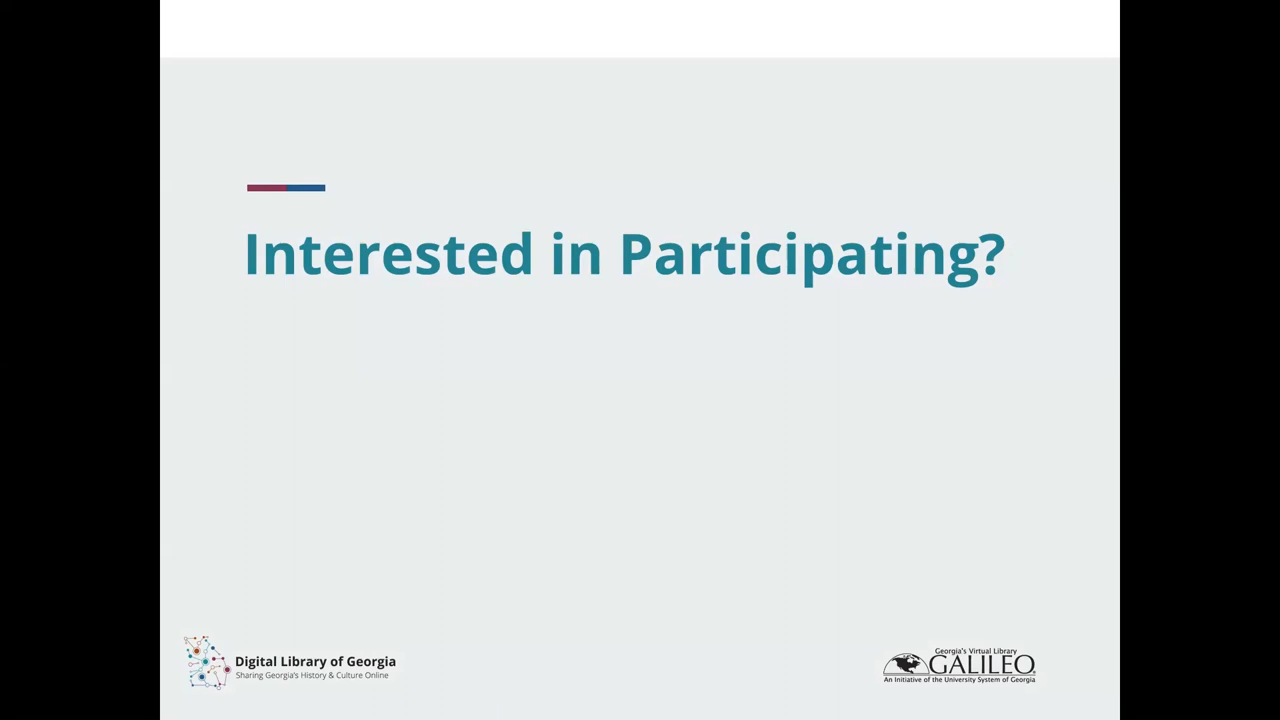 Interested in Participating?
Digital Library of Georgia
Sharing Georgia's History & Culture Online
Georgia's Virtual Library
GALILEO
An Initiative of the University System of Georgia